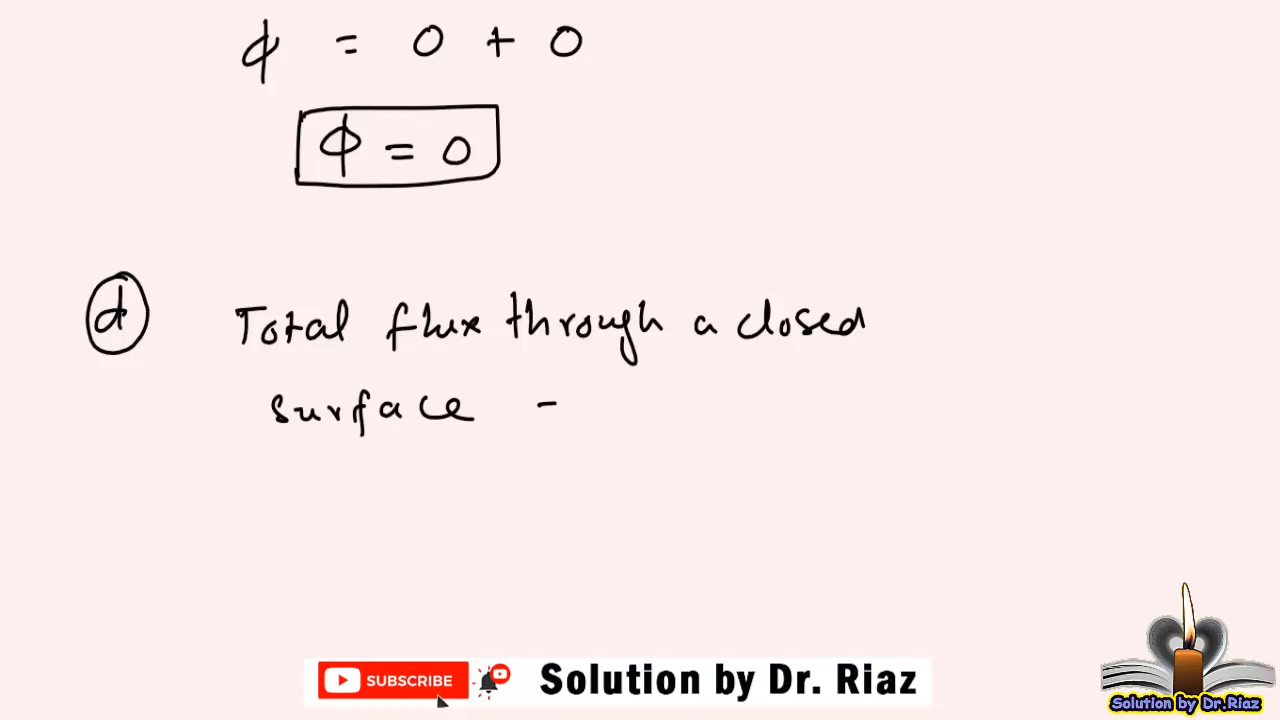 ϕ = 0 + 0
ϕ = 0
d Total flux through a closed
surface -
SUBSCRIBE Solution by Dr. Riaz
Solution by Dr.Riaz